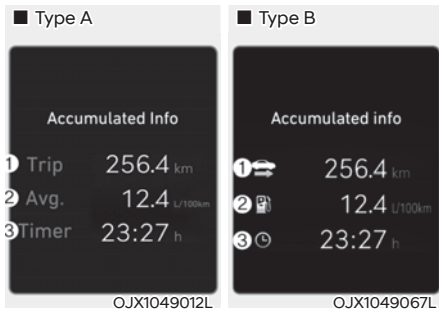 ■ Type A
Accumulated Info
1 Trip 256.4 km
2 Avg. 12.4 L/100km
3 Timer 23:27 h
OJX1049012L
■ Type B
Accumulated info
1 256.4 km
2 12.4 L/100km
3 23:27 h
OJX1049067L